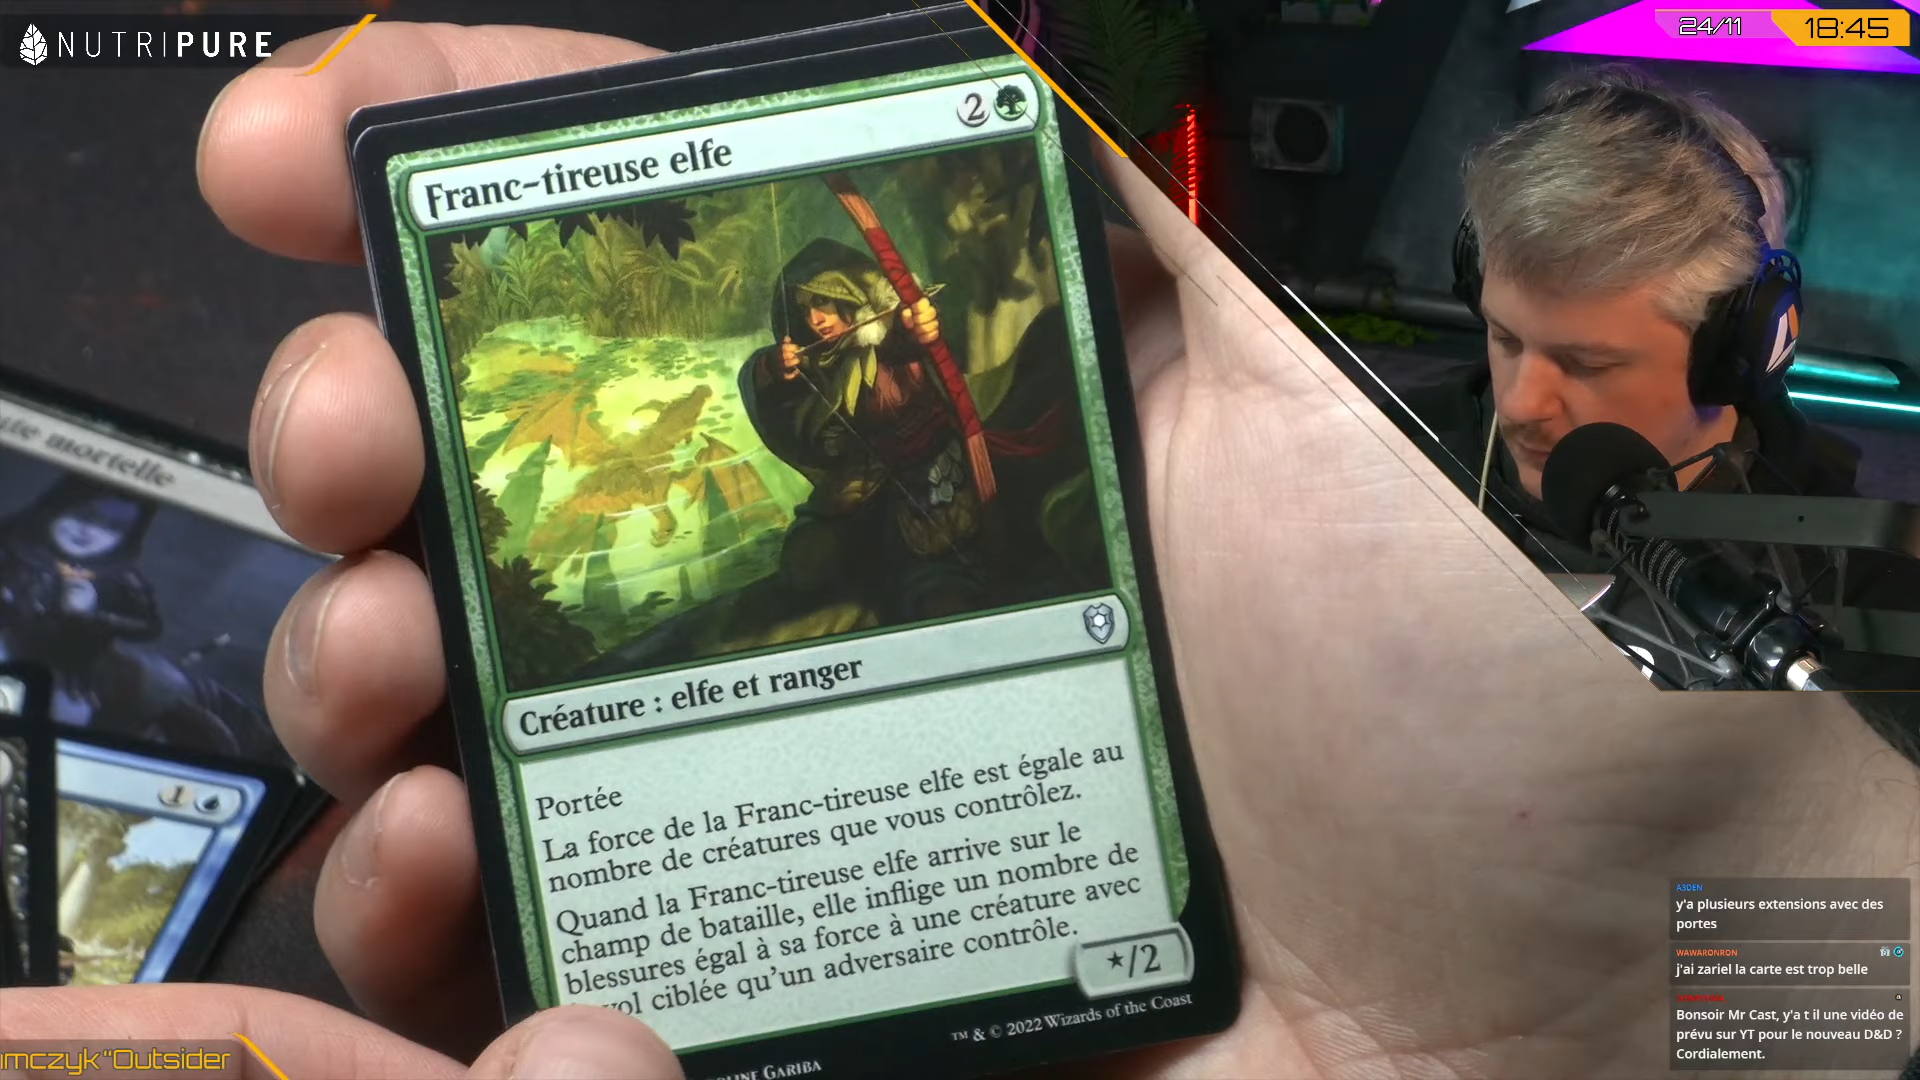 NUTRIPURE
24/11
18:45
Franc-tireuse elfe
2
mortelle
Créature : elfe et ranger
1
Portée
La force de la Franc-tireuse elfe est égale au
nombre de créatures que vous contrôlez.
Quand la Franc-tireuse elfe arrive sur le
champ de bataille, elle inflige un nombre de
blessures égal à sa force à une créature avec
vol ciblée qu'un adversaire contrôle.
★/2
™ & © 2022 Wizards of the Coast
GARIBA
A3DEN
y'a plusieurs extensions avec des
portes
WAWARONRON
j'ai zariel la carte est trop belle
Bonsoir Mr Cast, y'a t il une vidéo de
prévu sur YT pour le nouveau D&D ?
Cordialement.
mczyk "Outsider